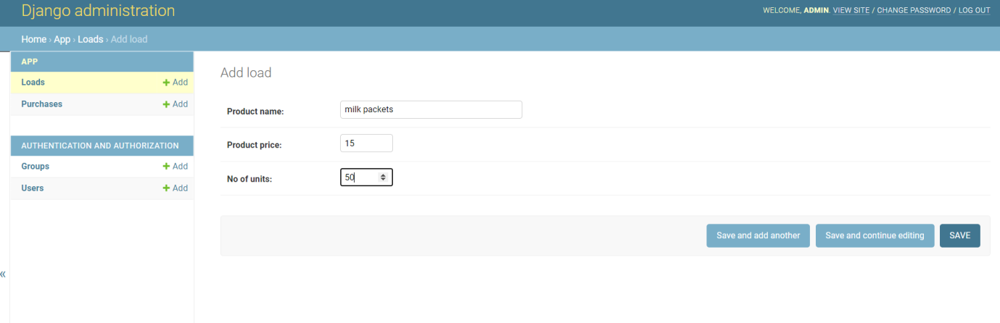 Django administration
WELCOME, ADMIN. VIEW SITE / CHANGE PASSWORD / LOG OUT
Home › App › Loads › Add load
APP
Loads + Add
Purchases + Add
AUTHENTICATION AND AUTHORIZATION
Groups + Add
Users + Add
«
Add load
Product name: milk packets
Product price: 15
No of units: 50
Save and add another Save and continue editing SAVE